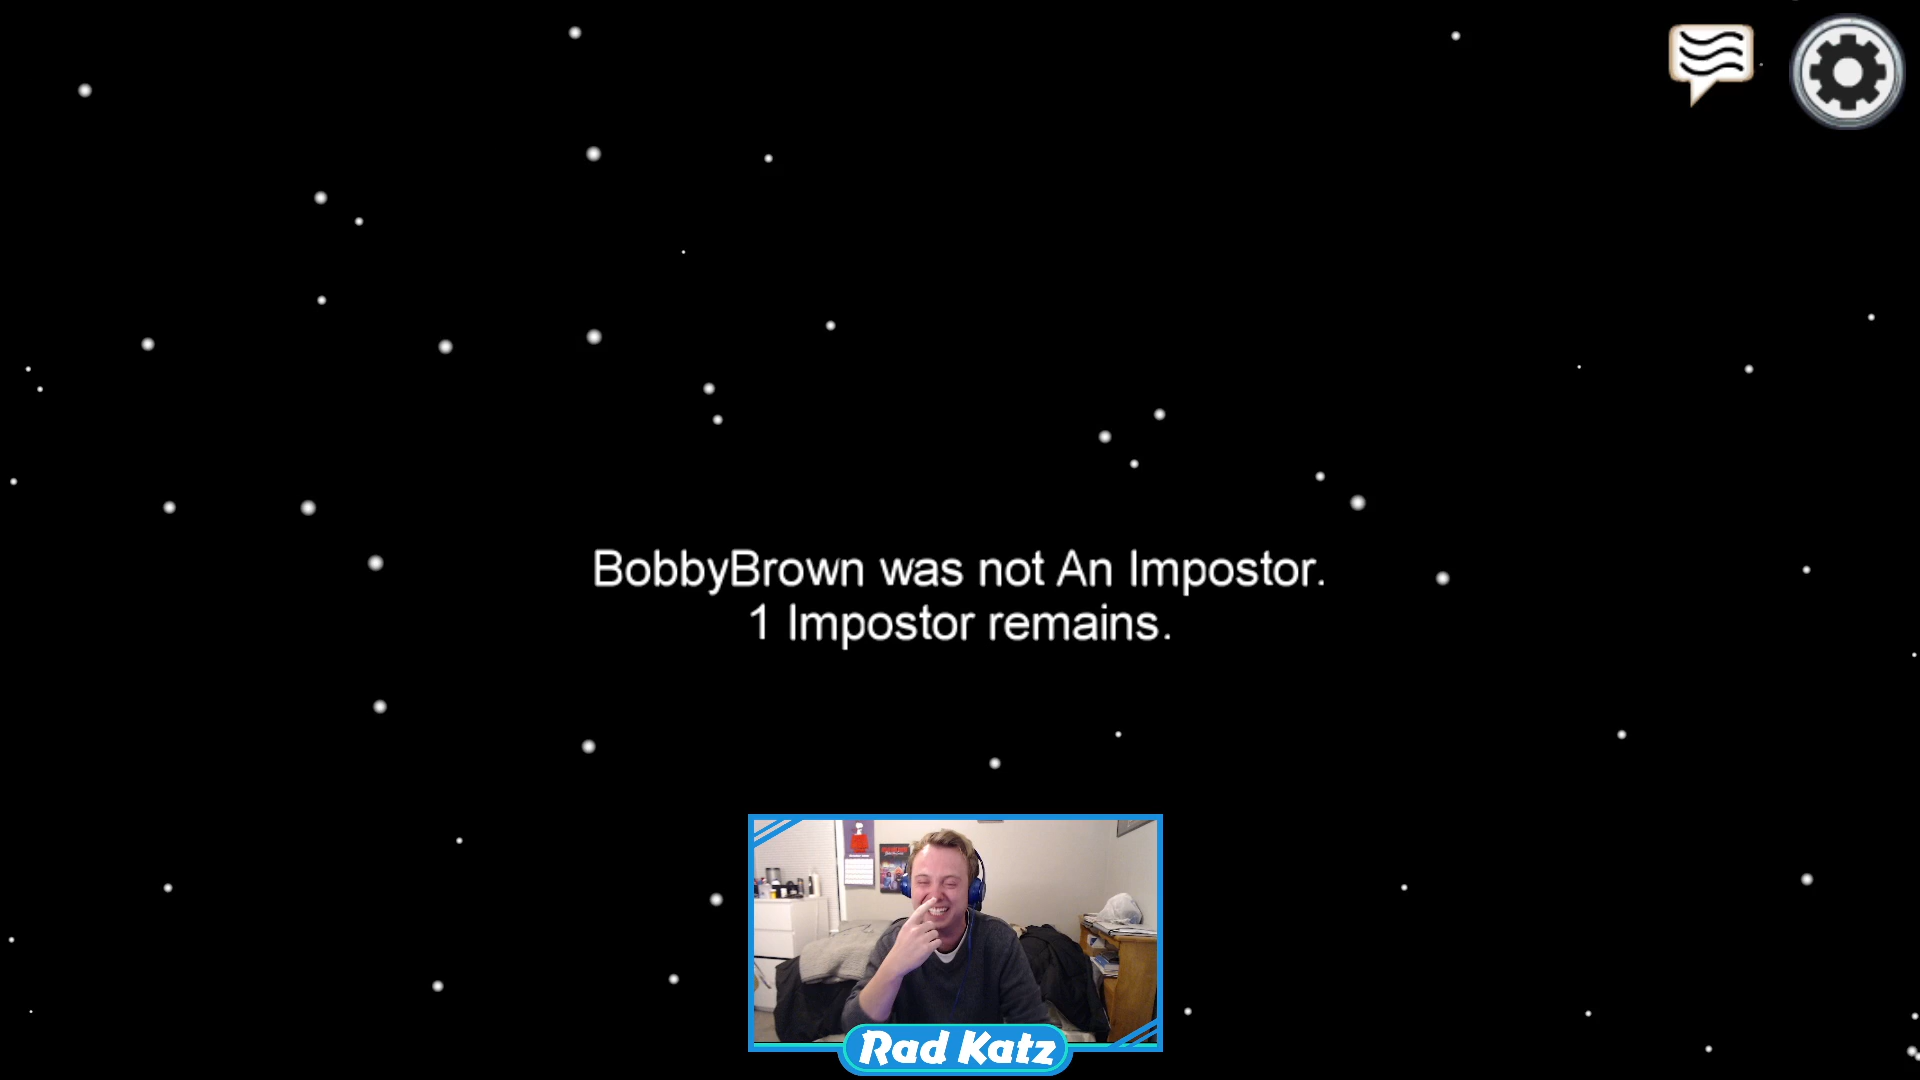 BobbyBrown was not An Impostor.
1 Impostor remains.
Rad Katz